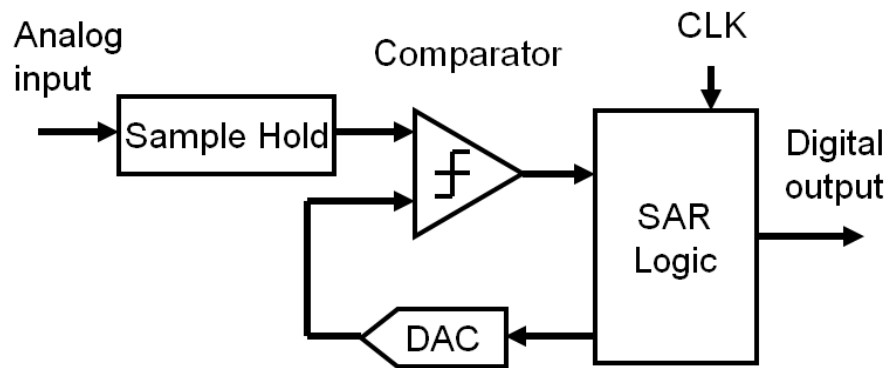 Analog
input
Sample Hold
Comparator
CLK
SAR
Logic
Digital
output
DAC